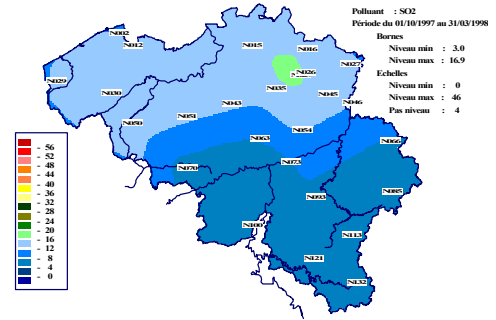 Polluant : SO2
Période du 01/10/1997 au 31/03/1998
Bornes
Niveau min : 3.0
Niveau max : 16.9
Echelles
Niveau min : 0
Niveau max : 46
Pas niveau : 4
N002
N012
N015
N016
N027
N029
N026
N030
N035
N045
N043
N046
N050
N051
N054
N063
N066
N070
N073
N085
N093
N100
N113
N121
N132
- 56
- 52
- 48
- 44
- 40
- 36
- 32
- 28
- 24
- 20
- 16
- 12
- 8
- 4
- 0